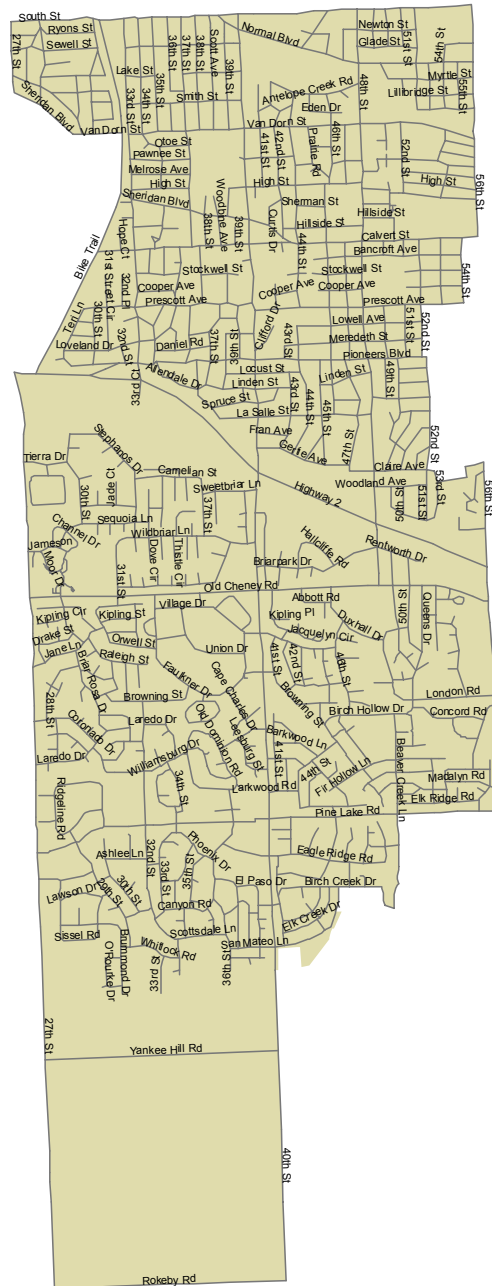 South St
Ryons St
Sewell St
27th St
Sheridan Blvd
Van Dorn St
36th St
37th St
38th St
Scott Ave
39th St
Lake St
35th St
34th St
33rd St
Smith St
Normal Blvd
Newton St
Glade St
51st St
54th St
Myrtle St
Lillibridge St
55th St
Antelope Creek Rd
48th St
Eden Dr
Van Dorn St
41st St
42nd St
Prairie Rd
46th St
Otoe St
Pawnee St
Melrose Ave
High St
Sheridan Blvd
52nd St
High St
56th St
High St
Woodbine Ave
38th St
39th St
Curtis Dr
Sherman St
Hillside St
Hillside St
44th St
Calvert St
Bancroft Ave
Bike Trail
Hope Ct
31st Street Cir
32nd Pl
Stockwell St
Stockwell St
54th St
Cooper Ave
Cooper Ave
Cooper Ave
Prescott Ave
Prescott Ave
Teri Ln
30th St
Loveland Dr
32nd St
33rd Ct
Daniel Rd
37th St
39th St
Clifford Dr
43rd St
Lowell Ave
Meredeth St
Pioneers Blvd
51st St
52nd St
Allendale Dr
Locust St
Linden St
Linden St
49th St
Spruce St
La Salle St
43rd St
44th St
45th St
Fran Ave
Gertie Ave
47th St
Claire Ave
52nd St
53rd St
Stephanos Dr
Tierra Dr
30th St
Jade Ct
Carnelian St
Sweetbriar Ln
37th St
Highway 2
Woodland Ave
50th St
51st St
56th St
Channel Dr
Sequoia Ln
Wildbriar Ln
Jameson
Moor Dr
31st St
Dove Cir
Thistle Cir
Briarpark Dr
Hallcliffe Rd
Rentworth Dr
Old Cheney Rd
Village Dr
Abbott Rd
Kipling Cir
Kipling St
Kipling Pl
Duxhall Dr
50th St
Queens Dr
Drake St
Jane Ln
Orwell St
Raleigh St
Union Dr
Jacquelyn Cir
41st St
42nd St
46th St
Briar Rosa Dr
28th St
Browning St
Faulkner Dr
Cape Charles Dr
Browning St
London Rd
Birch Hollow Dr
Concord Rd
Laredo Dr
Coronado Dr
Old Dominion Rd
Leesburg St
Barkwood Ln
Laredo Dr
Williamsburg Dr
41st St
44th St
Fir Hollow Ln
Beaver Creek Ln
Madalyn Rd
Ridgeline Rd
34th St
Larkwood Rd
Elk Ridge Rd
Pine Lake Rd
Ashlee Ln
32nd St
33rd St
35th St
Phoenix Dr
Eagle Ridge Rd
Lawson Dr
29th St
30th St
El Paso Dr
Birch Creek Dr
Canyon Rd
Elk Creek Dr
Sissel Rd
Scottsdale Ln
San Mateo Ln
O'Rourke Dr
Brummond Dr
Whitlock Rd
33rd St
36th St
27th St
Yankee Hill Rd
40th St
Rokeby Rd